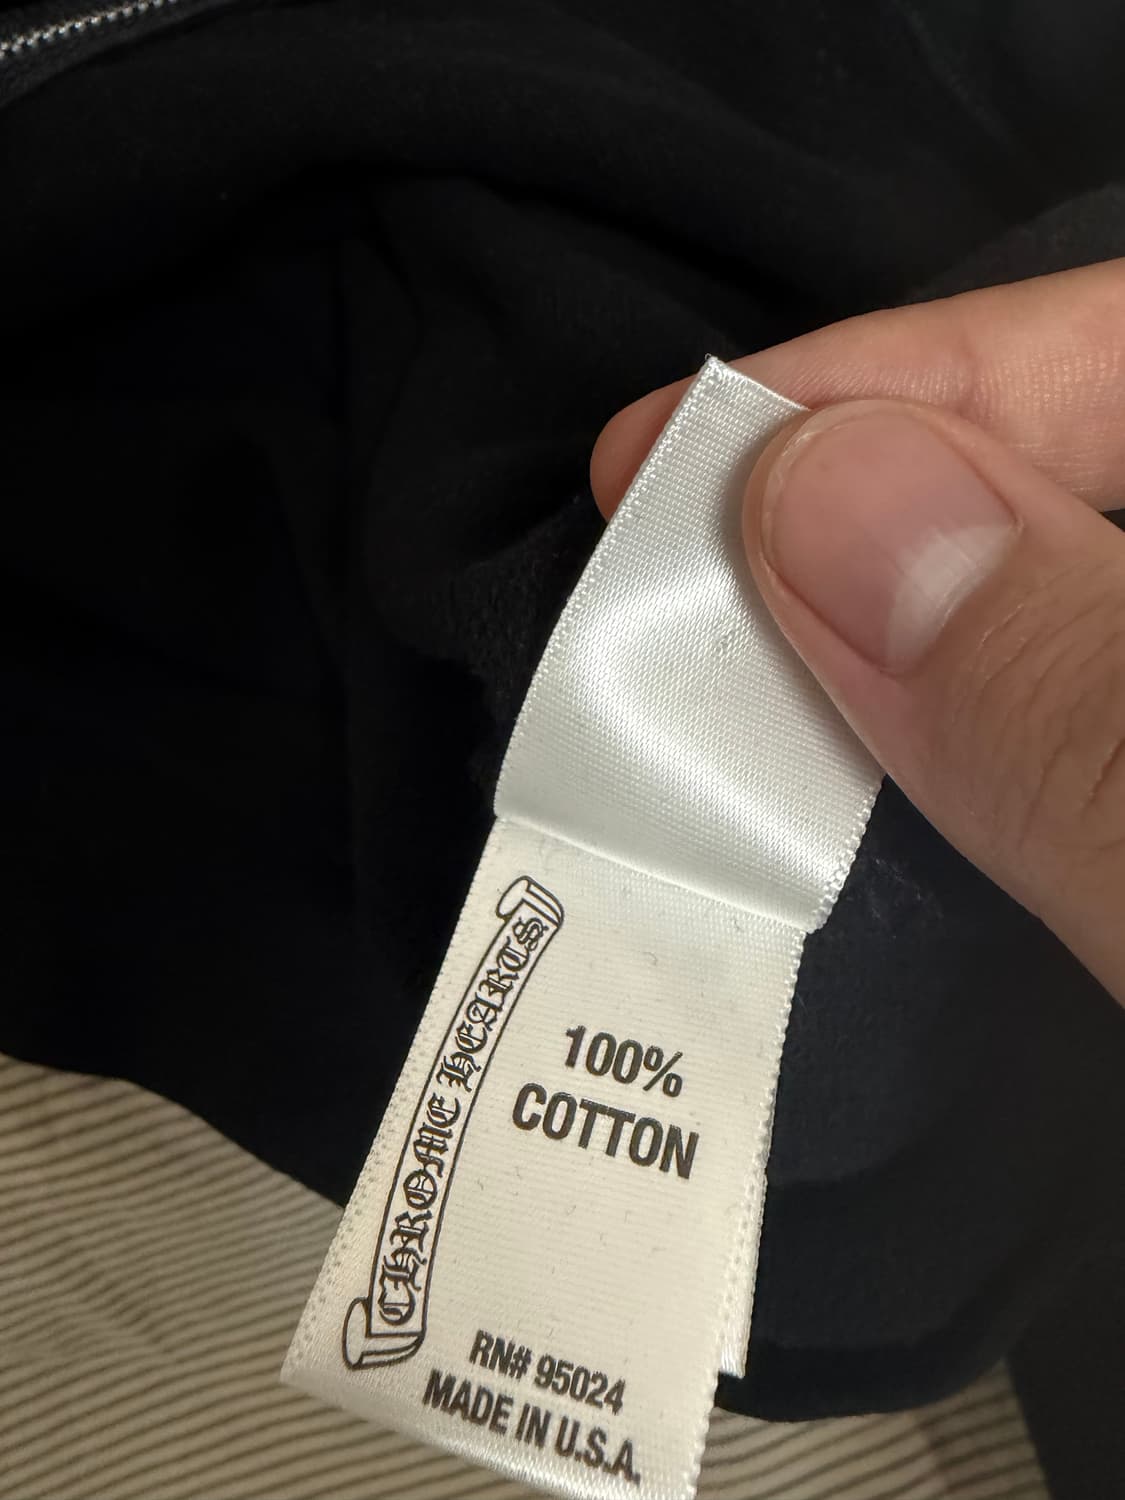 CHROME HEARTS
100%
COTTON
RN# 95024
MADE IN U.S.A.